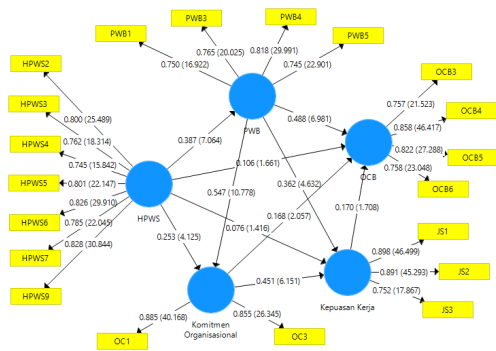 PWB3
PWB4
PWB1
PWB5
0.765 (20.025)
0.818 (29.991)
0.750 (16.922)
0.745 (22.901)
HPWS2
HPWS3
HPWS4
HPWS5
HPWS6
HPWS7
HPWS9
0.800 (25.489)
0.762 (18.314)
0.745 (15.842)
0.801 (22.147)
0.826 (29.910)
0.785 (22.045)
0.828 (30.844)
HPWS
PWB
0.387 (7.064)
0.488 (6.981)
0.106 (1.661)
0.547 (10.778)
0.362 (4.632)
0.168 (2.057)
0.076 (1.416)
0.253 (4.125)
0.170 (1.708)
0.451 (6.151)
OCB
OCB3
OCB4
OCB5
OCB6
0.757 (21.523)
0.858 (46.417)
0.822 (27.288)
0.758 (23.048)
JS1
JS2
JS3
0.898 (46.499)
0.891 (45.293)
0.752 (17.867)
Kepuasan Kerja
Komitmen
Organisasional
0.885 (40.168)
0.855 (26.345)
OC1
OC3